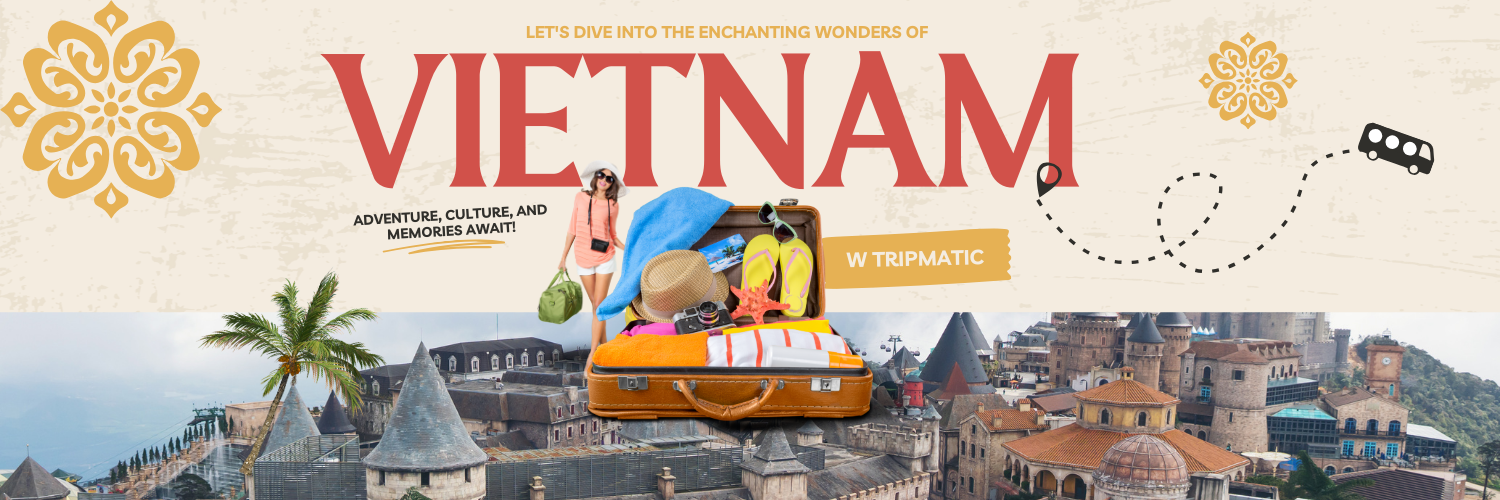 LET'S DIVE INTO THE ENCHANTING WONDERS OF
VIETNAM
ADVENTURE, CULTURE, AND
MEMORIES AWAIT!
W TRIPMATIC